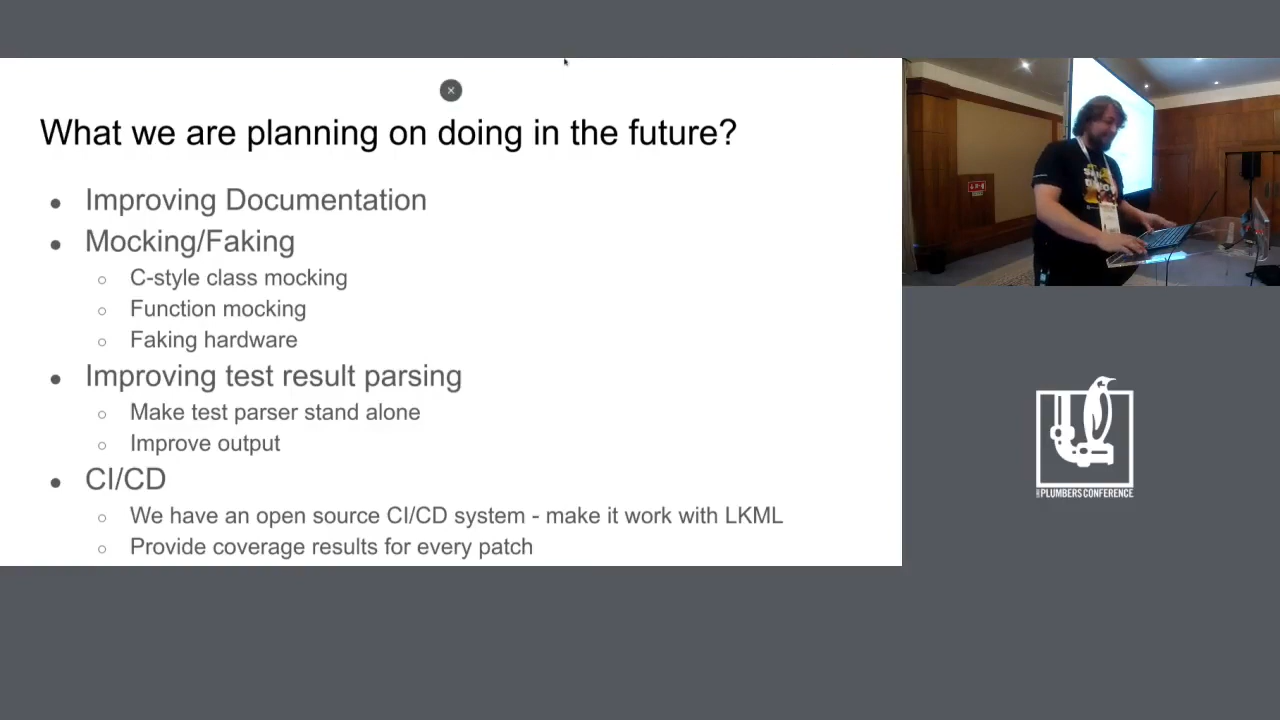 What we are planning on doing in the future?
Improving Documentation
Mocking/Faking
C-style class mocking
Function mocking
Faking hardware
Improving test result parsing
Make test parser stand alone
Improve output
CI/CD
We have an open source CI/CD system - make it work with LKML
Provide coverage results for every patch
PLUMBERS CONFERENCE